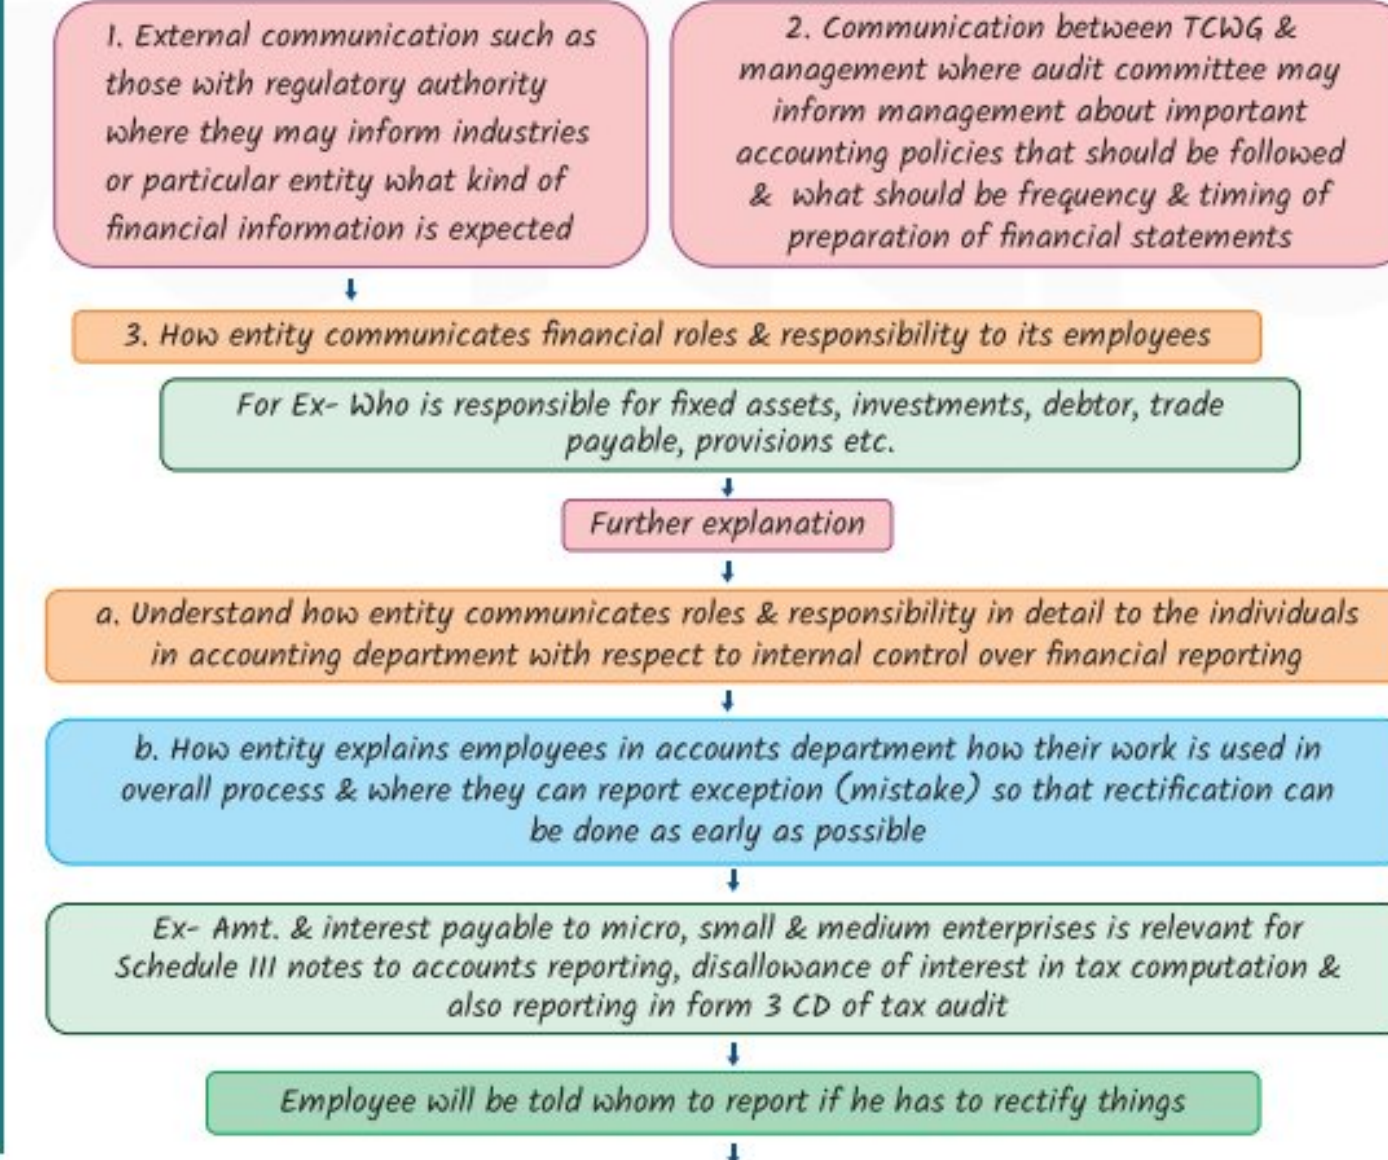 1. External communication such as
those with regulatory authority
where they may inform industries
or particular entity what kind of
financial information is expected
2. Communication between TCWG &
management where audit committee may
inform management about important
accounting policies that should be followed
& what should be frequency & timing of
preparation of financial statements
3. How entity communicates financial roles & responsibility to its employees
For Ex- Who is responsible for fixed assets, investments, debtor, trade
payable, provisions etc.
Further explanation
a. Understand how entity communicates roles & responsibility in detail to the individuals
in accounting department with respect to internal control over financial reporting
b. How entity explains employees in accounts department how their work is used in
overall process & where they can report exception (mistake) so that rectification can
be done as early as possible
Ex- Amt. & interest payable to micro, small & medium enterprises is relevant for
Schedule III notes to accounts reporting, disallowance of interest in tax computation &
also reporting in form 3 CD of tax audit
Employee will be told whom to report if he has to rectify things